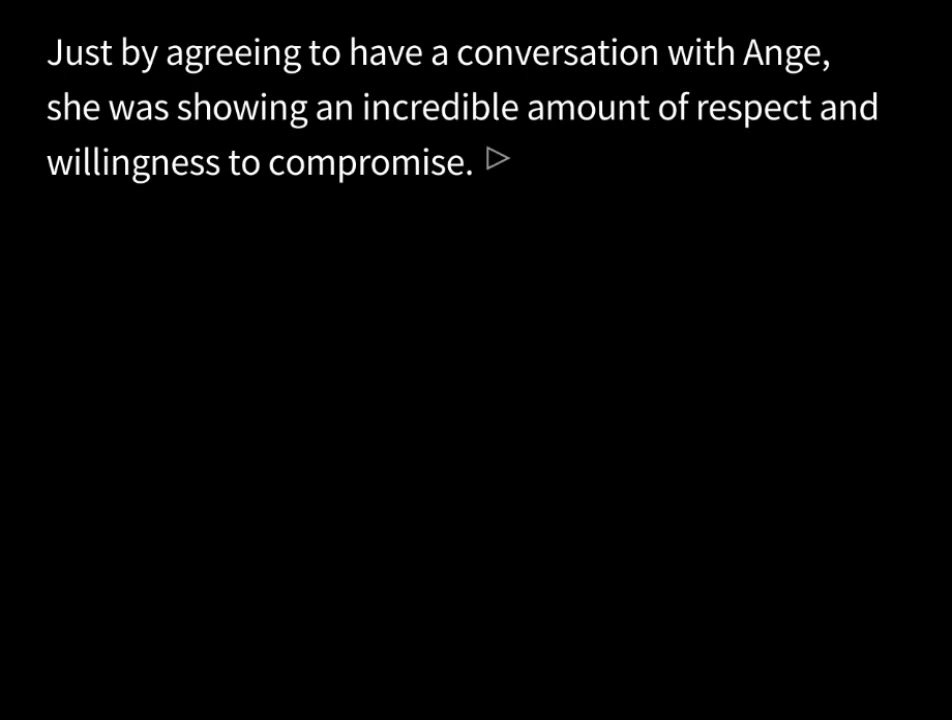 Just by agreeing to have a conversation with Ange,
she was showing an incredible amount of respect and
willingness to compromise.